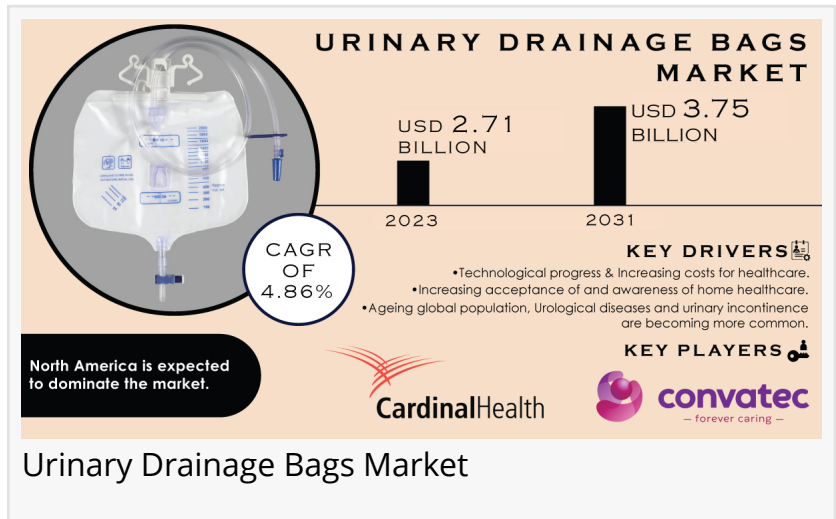 URINARY DRAINAGE BAGS
MARKET
USD 2.71
BILLION
USD 3.75
BILLION
2023
2031
CAGR
OF
4.86%
KEY DRIVERS
•Technological progress & Increasing costs for healthcare.
•Increasing acceptance of and awareness of home healthcare.
•Ageing global population, Urological diseases and urinary incontinence
are becoming more common.
North America is expected
to dominate the market.
KEY PLAYERS
CardinalHealth
convatec
– forever caring –
Urinary Drainage Bags Market